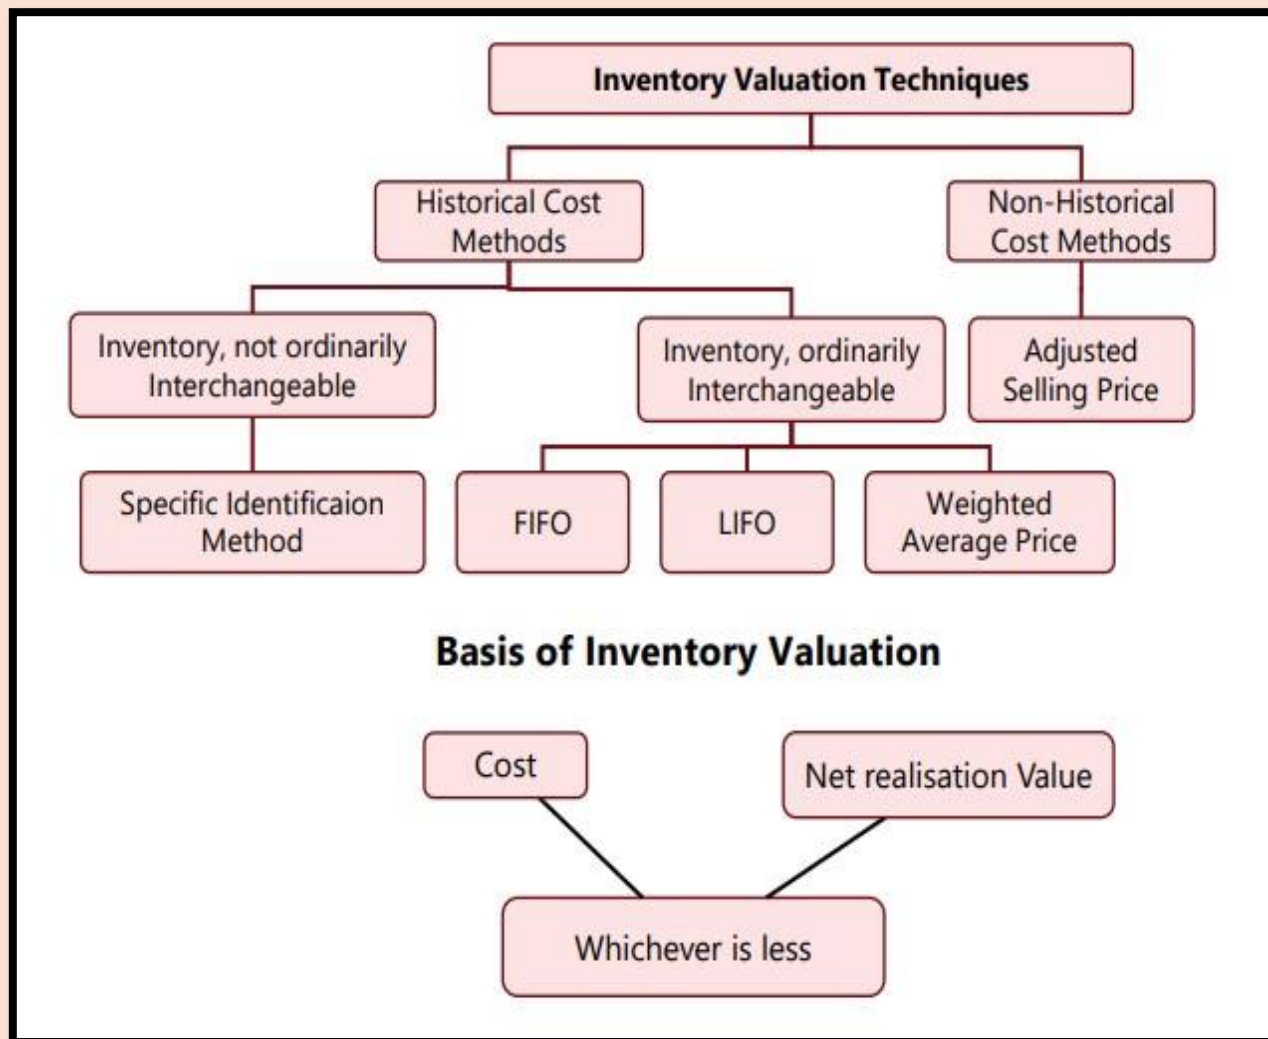 Inventory Valuation Techniques
Historical Cost
Methods
Non-Historical
Cost Methods
Inventory, not ordinarily
Interchangeable
Inventory, ordinarily
Interchangeable
Adjusted
Selling Price
Specific Identificaion
Method
FIFO
LIFO
Weighted
Average Price
Basis of Inventory Valuation
Cost
Net realisation Value
Whichever is less